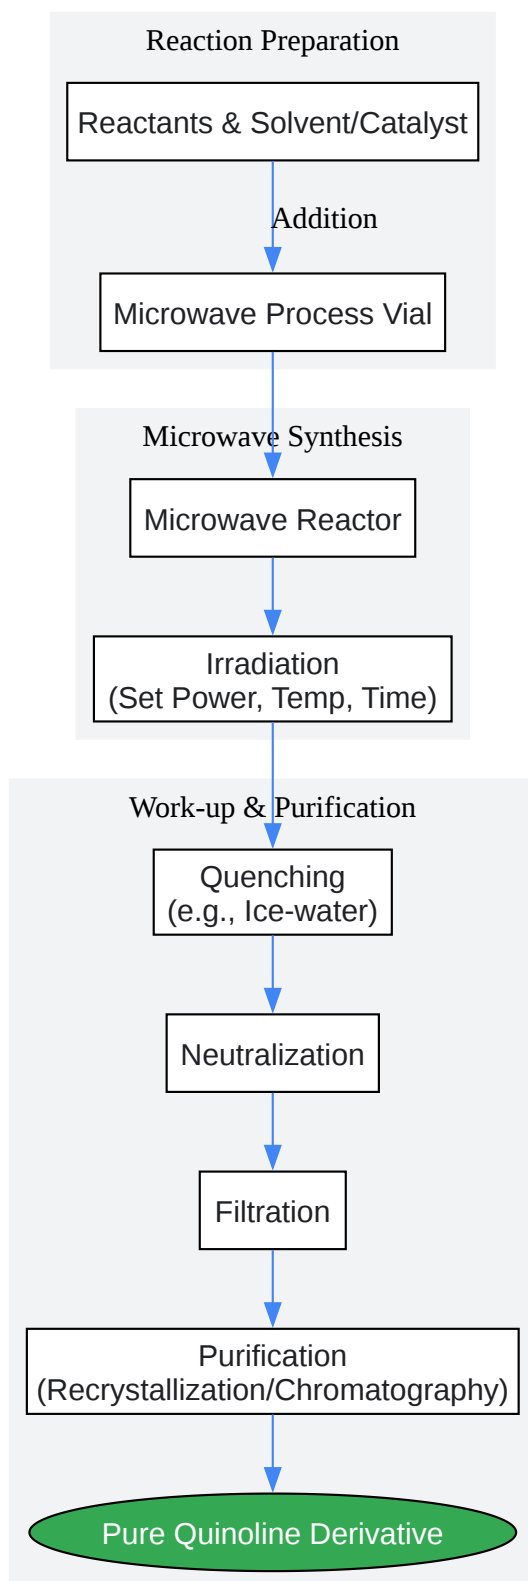 Reaction Preparation
Reactants & Solvent/Catalyst
Addition
Microwave Process Vial
Microwave Synthesis
Microwave Reactor
Irradiation
(Set Power, Temp, Time)
Work-up & Purification
Quenching
(e.g., Ice-water)
Neutralization
Filtration
Purification
(Recrystallization/Chromatography)
Pure Quinoline Derivative